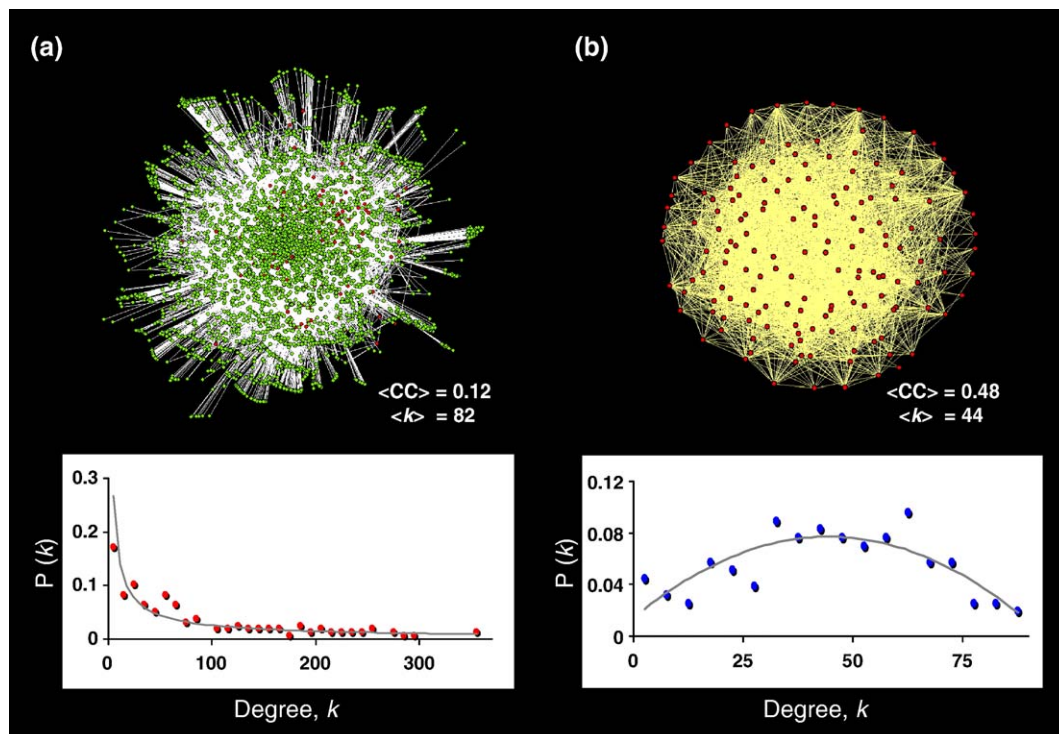 (a)
<CC> = 0.12
<k> = 82
0.3
0.2
0.1
0
0
100
200
300
P (k)
Degree, k
(b)
<CC> = 0.48
<k> = 44
0.12
0.08
0.04
0
0
25
50
75
P (k)
Degree, k